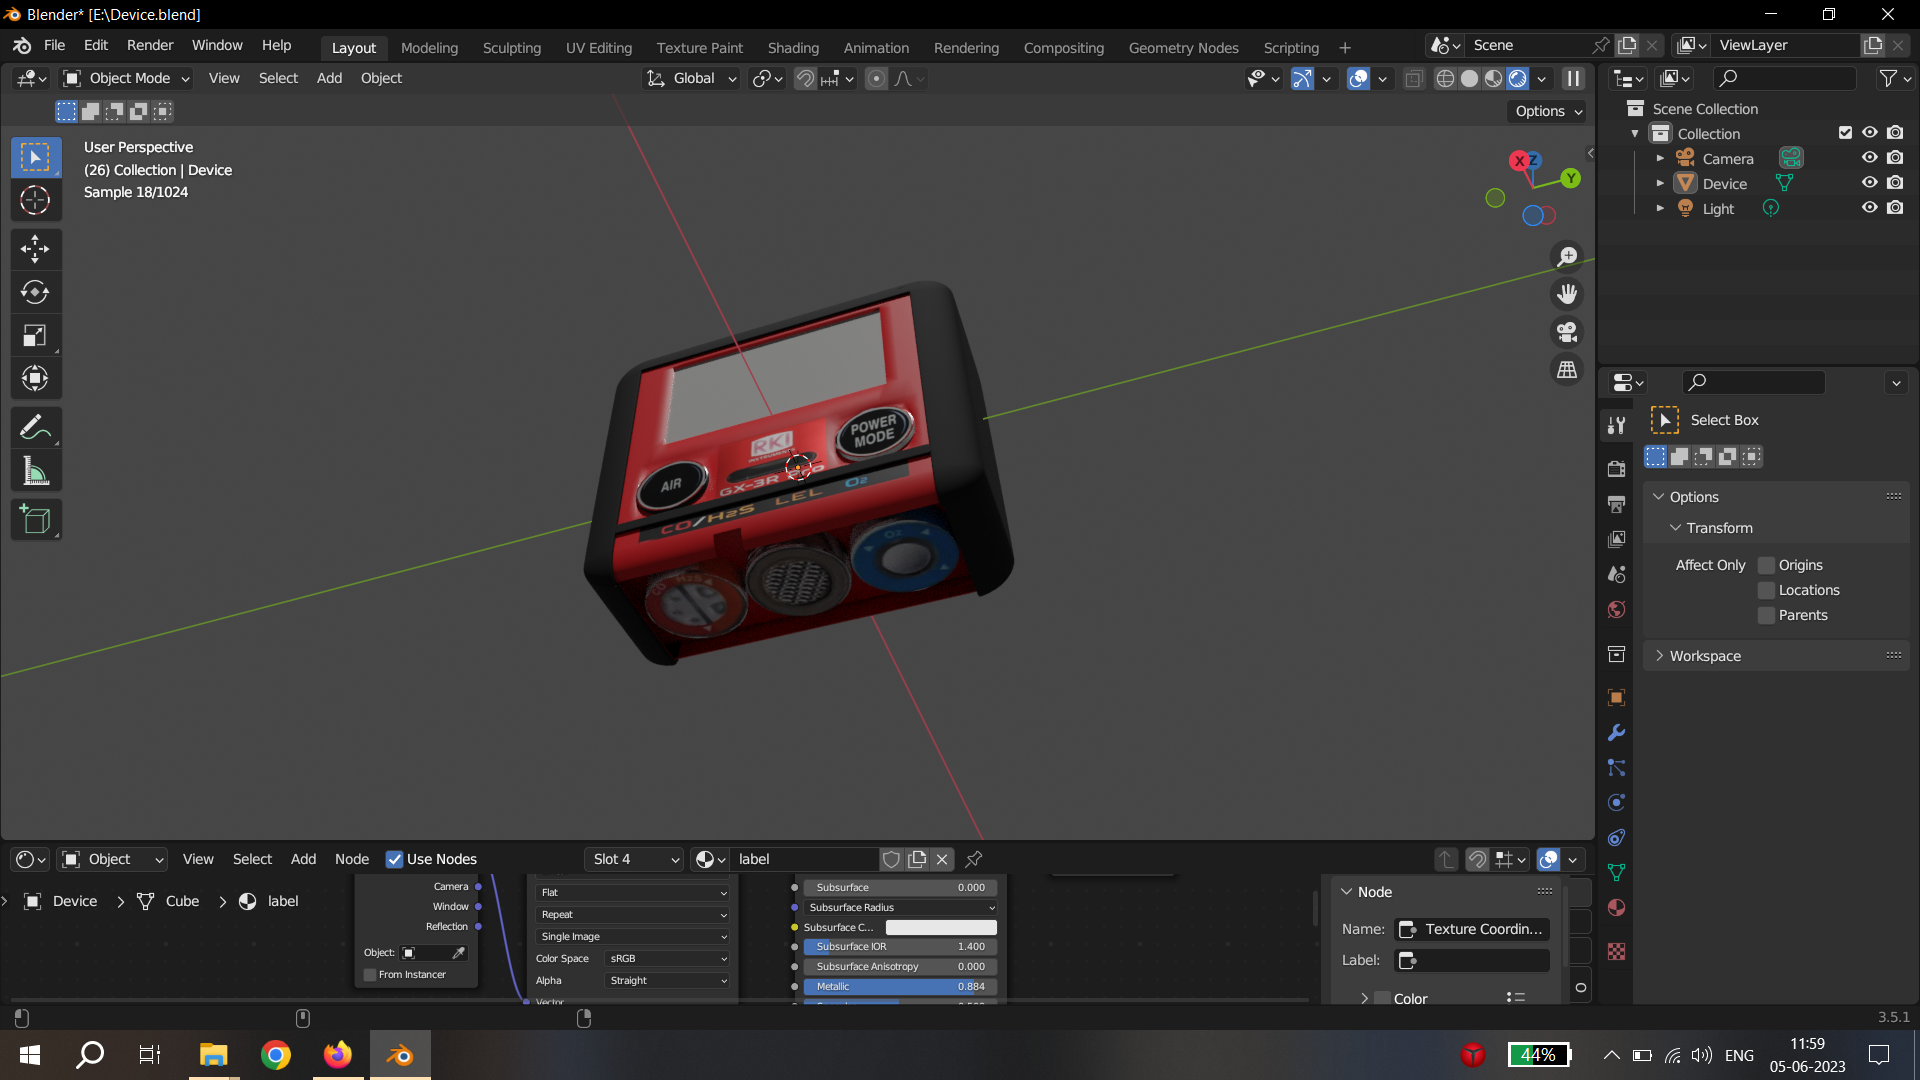 Blender* [E:\Device.blend]
File Edit Render Window Help
Layout Modeling Sculpting UV Editing Texture Paint Shading Animation Rendering Compositing Geometry Nodes Scripting +
Scene
ViewLayer
Object Mode View Select Add Object
Global
Options
User Perspective
(26) Collection | Device
Sample 18/1024
X Z
Y
Scene Collection
Collection
Camera
Device
Light
Select Box
Options
Transform
Affect Only Origins
Locations
Parents
Workspace
POWER
MODE
RKI
INSTRUMENTS
AIR
GX-3R PRO
CO/H2S LEL O2
CO H2S
O2
Object View Select Add Node Use Nodes Slot 4 label
Device > Cube > label
Camera
Window
Reflection
Object:
From Instancer
Flat
Repeat
Single Image
Color Space sRGB
Alpha Straight
Vector
Subsurface 0.000
Subsurface Radius
Subsurface C...
Subsurface IOR 1.400
Subsurface Anisotropy 0.000
Metallic 0.884
Node
Name: Texture Coordin...
Label:
Color
3.5.1
44%
ENG
11:59
05-06-2023